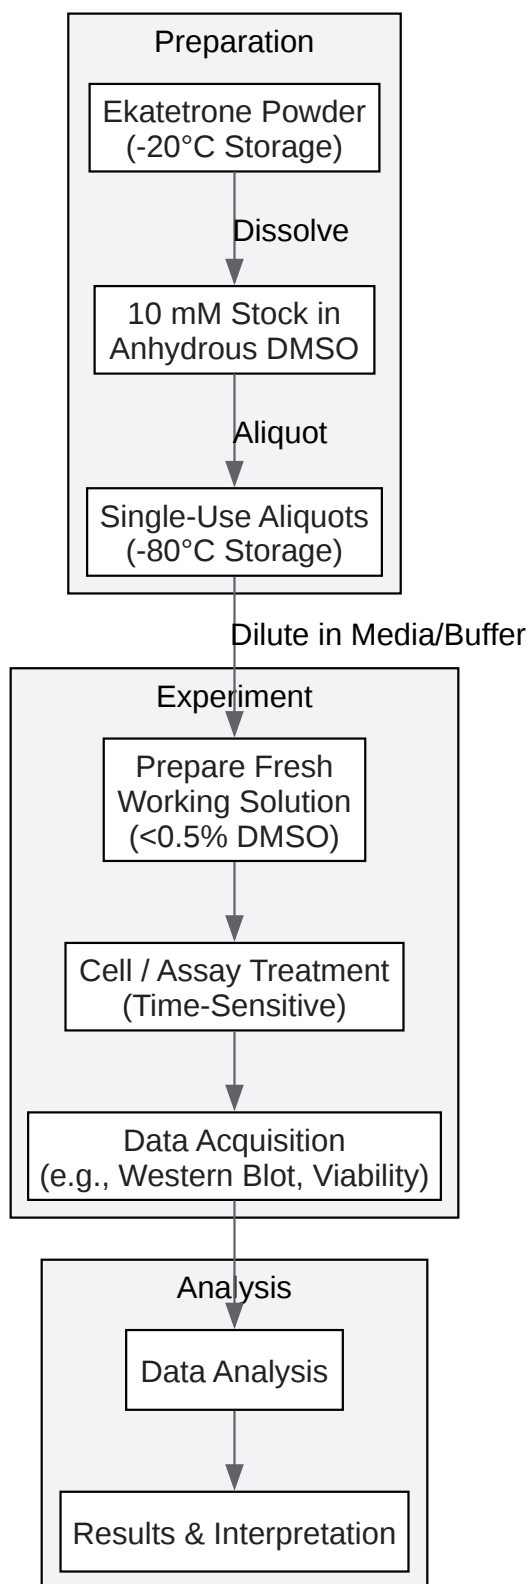 Preparation
Ekatetrone Powder
(-20°C Storage)
Dissolve
10 mM Stock in
Anhydrous DMSO
Aliquot
Single-Use Aliquots
(-80°C Storage)
Dilute in Media/Buffer
Experiment
Prepare Fresh
Working Solution
(<0.5% DMSO)
Cell / Assay Treatment
(Time-Sensitive)
Data Acquisition
(e.g., Western Blot, Viability)
Analysis
Data Analysis
Results & Interpretation